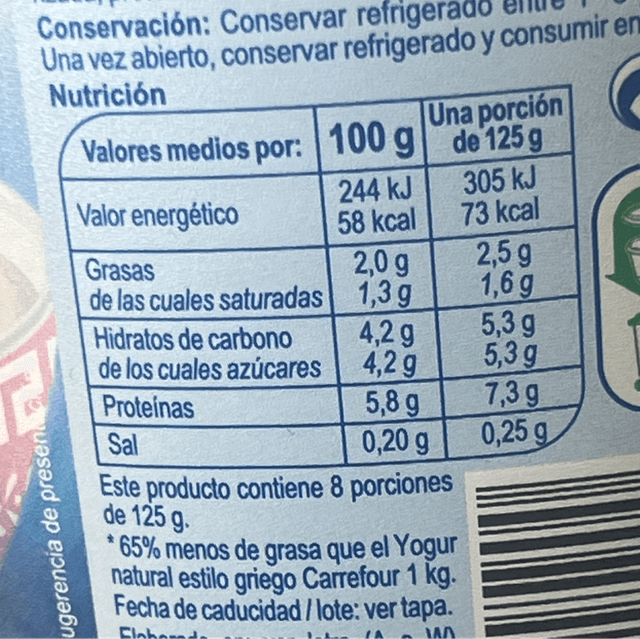 Conservación: Conservar refrigerado entre
Una vez abierto, conservar refrigerado y consumir en
Nutrición
Valores medios por: 100 g Una porción de 125 g
Valor energético 244 kJ 305 kJ
58 kcal 73 kcal
Grasas 2,0 g 2,5 g
de las cuales saturadas 1,3 g 1,6 g
Hidratos de carbono 4,2 g 5,3 g
de los cuales azúcares 4,2 g 5,3 g
Proteínas 5,8 g 7,3 g
Sal 0,20 g 0,25 g
Este producto contiene 8 porciones
de 125 g.
* 65% menos de grasa que el Yogur
natural estilo griego Carrefour 1 kg.
Fecha de caducidad / lote: ver tapa.
ugerencia de presen